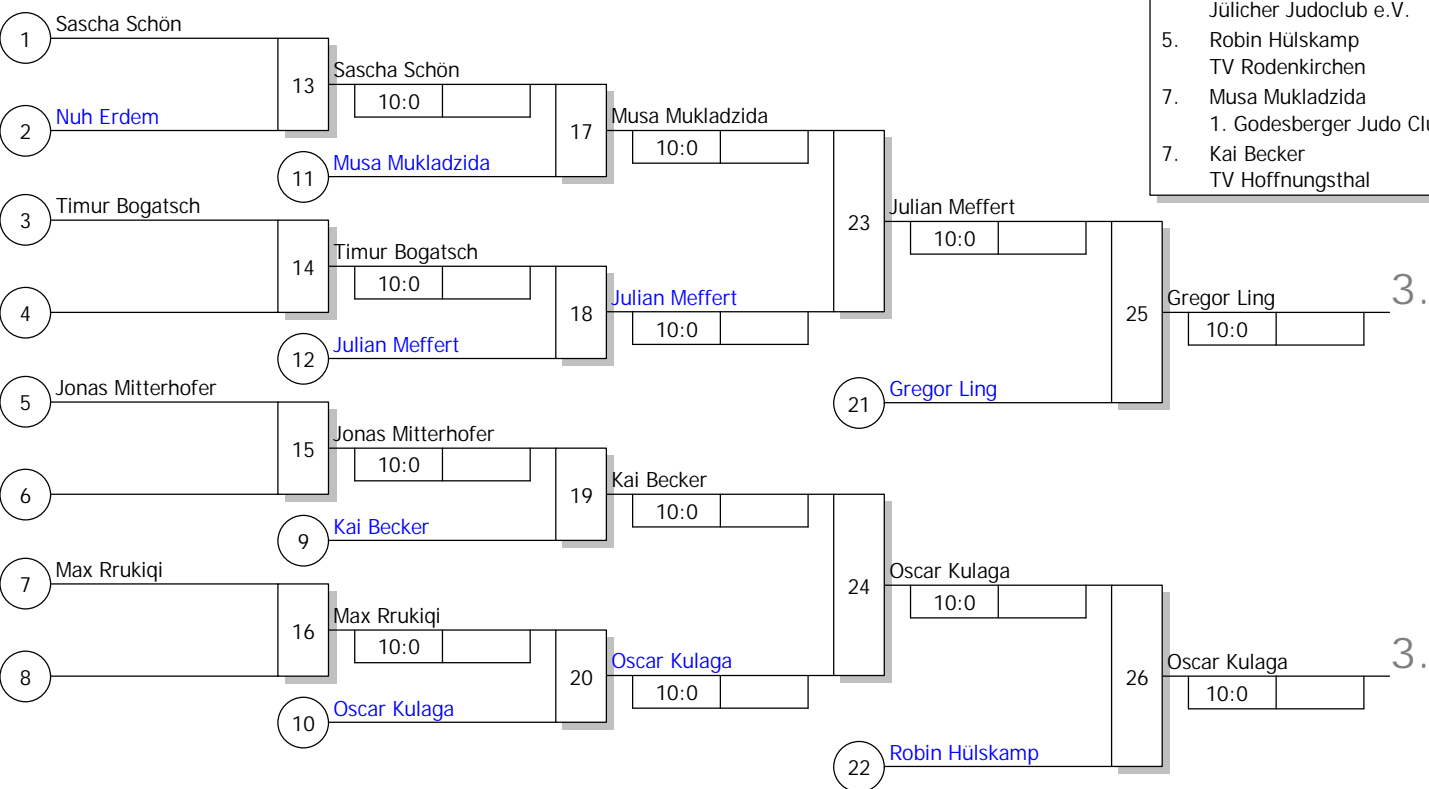 Jülicher Judoclub e.V.
5. Robin Hülskamp
TV Rodenkirchen
7. Musa Mukladzida
1. Godesberger Judo Clu
7. Kai Becker
TV Hoffnungsthal
1 Sascha Schön
13 Sascha Schön
10:0
2 Nuh Erdem
17 Musa Mukladzida
10:0
11 Musa Mukladzida
3 Timur Bogatsch
23 Julian Meffert
10:0
14 Timur Bogatsch
10:0
4
18 Julian Meffert
10:0
12 Julian Meffert
25 Gregor Ling 3.
10:0
21 Gregor Ling
5 Jonas Mitterhofer
15 Jonas Mitterhofer
10:0
6
19 Kai Becker
10:0
9 Kai Becker
7 Max Rrukiqi
24 Oscar Kulaga
10:0
16 Max Rrukiqi
10:0
8
20 Oscar Kulaga
10:0
10 Oscar Kulaga
26 Oscar Kulaga 3.
10:0
22 Robin Hülskamp